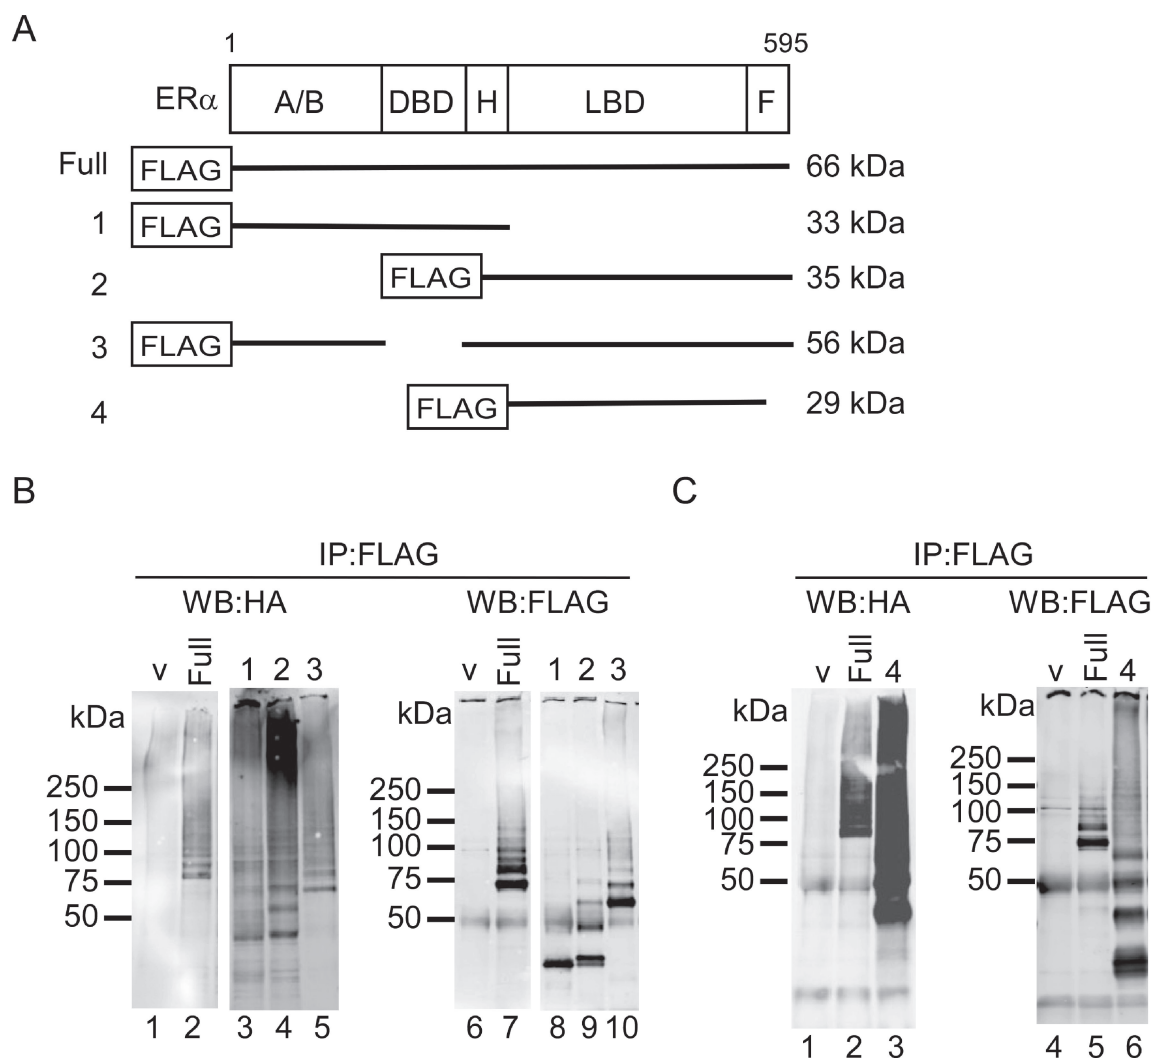 A
1 595
ERα A/B DBD H LBD F
Full FLAG 66 kDa
1 FLAG 33 kDa
2 FLAG 35 kDa
3 FLAG 56 kDa
4 FLAG 29 kDa
B
IP:FLAG
WB:HA WB:FLAG
v Full 1 2 3 v Full 1 2 3
kDa kDa
250 250
150 150
100 100
75 75
50 50
1 2 3 4 5 6 7 8 9 10
C
IP:FLAG
WB:HA WB:FLAG
v Full 4 v Full 4
kDa kDa
250 250
150 150
100 100
75 75
50 50
1 2 3 4 5 6